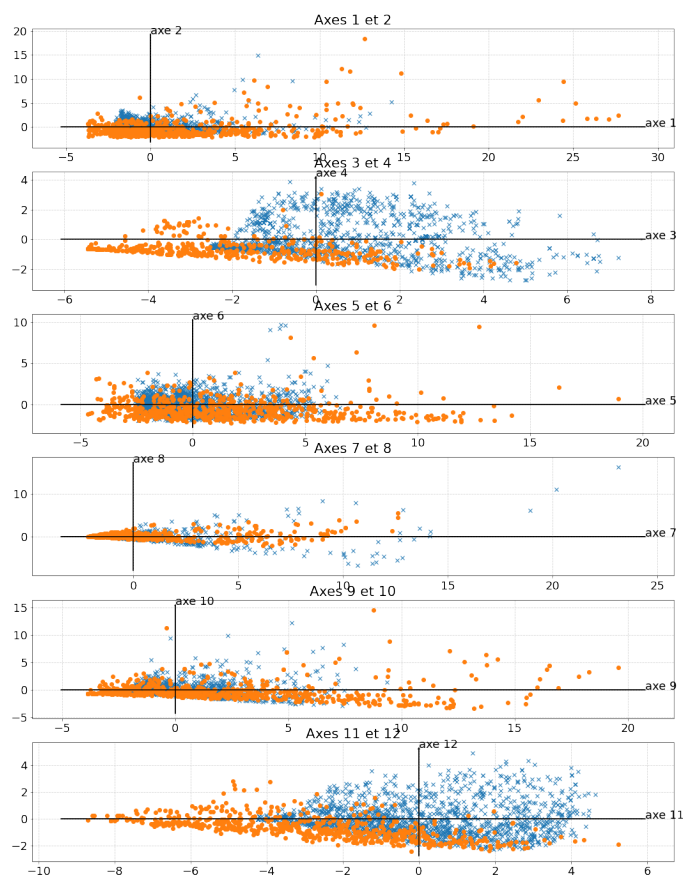 Axes 1 et 2
axe 2
20
15
10
5
0
axe 1
−5 0 5 10 15 20 25 30
Axes 3 et 4
axe 4
4
2
0
−2
axe 3
−6 −4 −2 0 2 4 6 8
Axes 5 et 6
axe 6
10
5
0
axe 5
−5 0 5 10 15 20
Axes 7 et 8
axe 8
10
0
axe 7
0 5 10 15 20 25
Axes 9 et 10
axe 10
15
10
5
0
−5
axe 9
−5 0 5 10 15 20
Axes 11 et 12
axe 12
4
2
0
−2
axe 11
−10 −8 −6 −4 −2 0 2 4 6